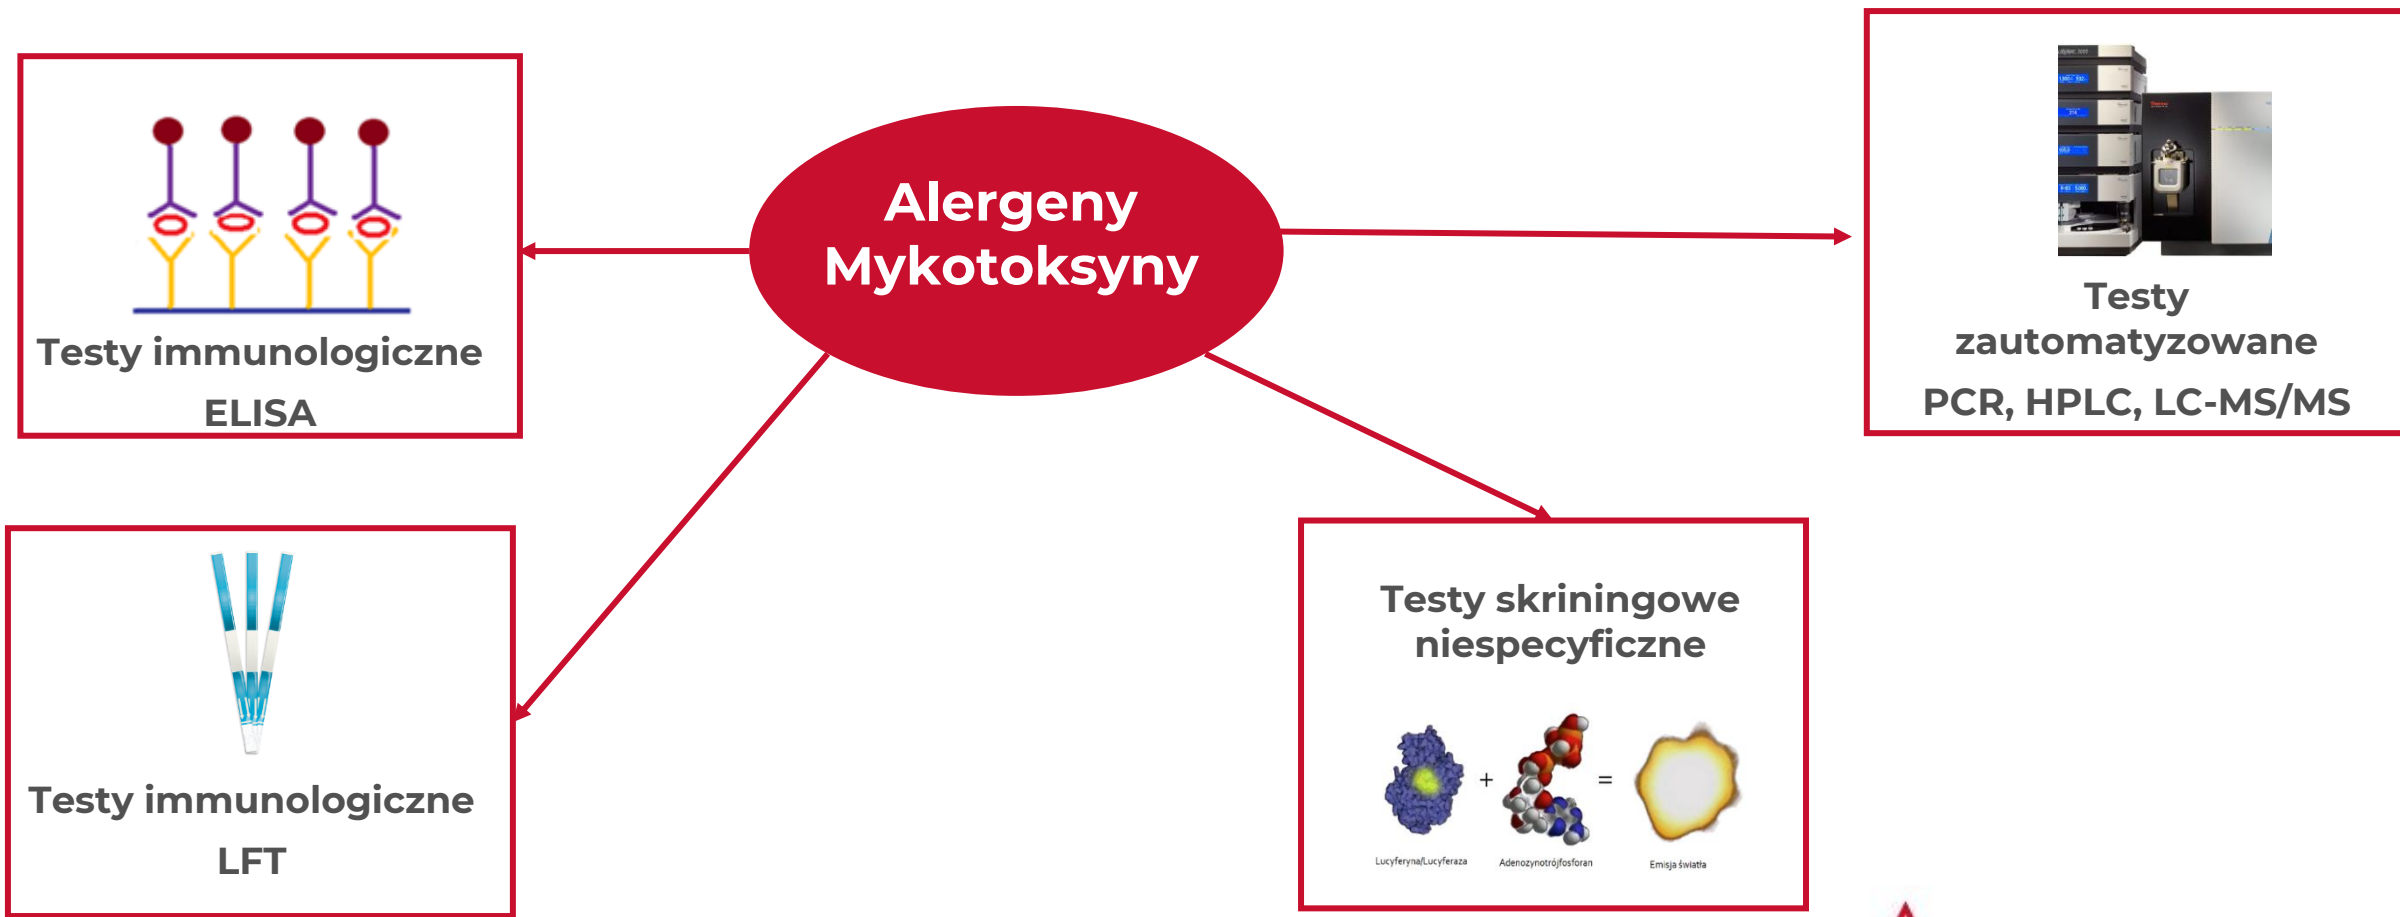 Alergeny
Mykotoksyny
Testy immunologiczne
ELISA
Testy
zautomatyzowane
PCR, HPLC, LC-MS/MS
Testy immunologiczne
LFT
Testy skriningowe
niespecyficzne
+
=
Lucyferyna/Lucyferaza
Adenozynotrójfosforan
Emisja światła